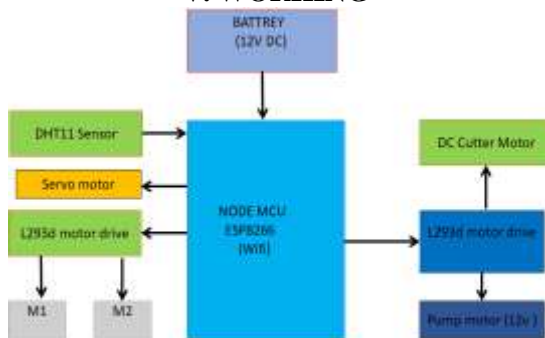 BATTREY
(12V DC)
DHT11 Sensor
Servo motor
L293d motor drive
M1
M2
NODE MCU
ESP8266
(Wifi)
DC Cutter Motor
L293d motor drive
Pump motor (12v )